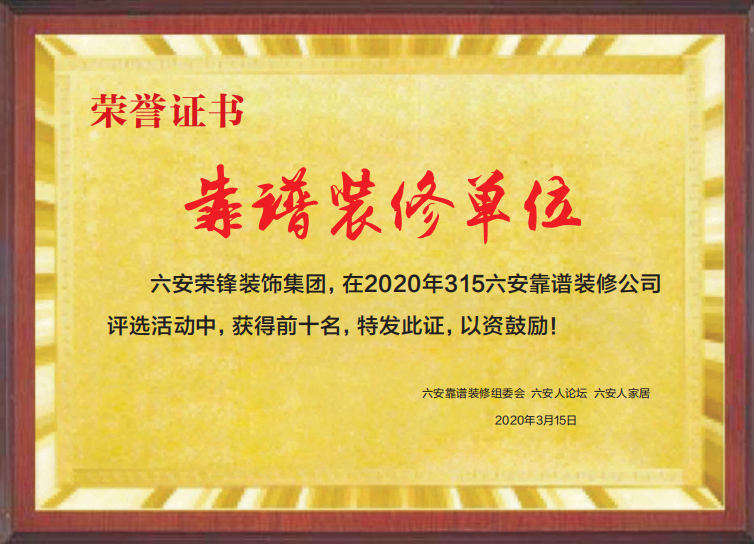 荣誉证书
靠谱装修单位
六安荣锋装饰集团，在2020年315六安靠谱装修公司
评选活动中，获得前十名，特发此证，以资鼓励！
六安靠谱装修组委会 六安人论坛 六安人家居
2020年3月15日